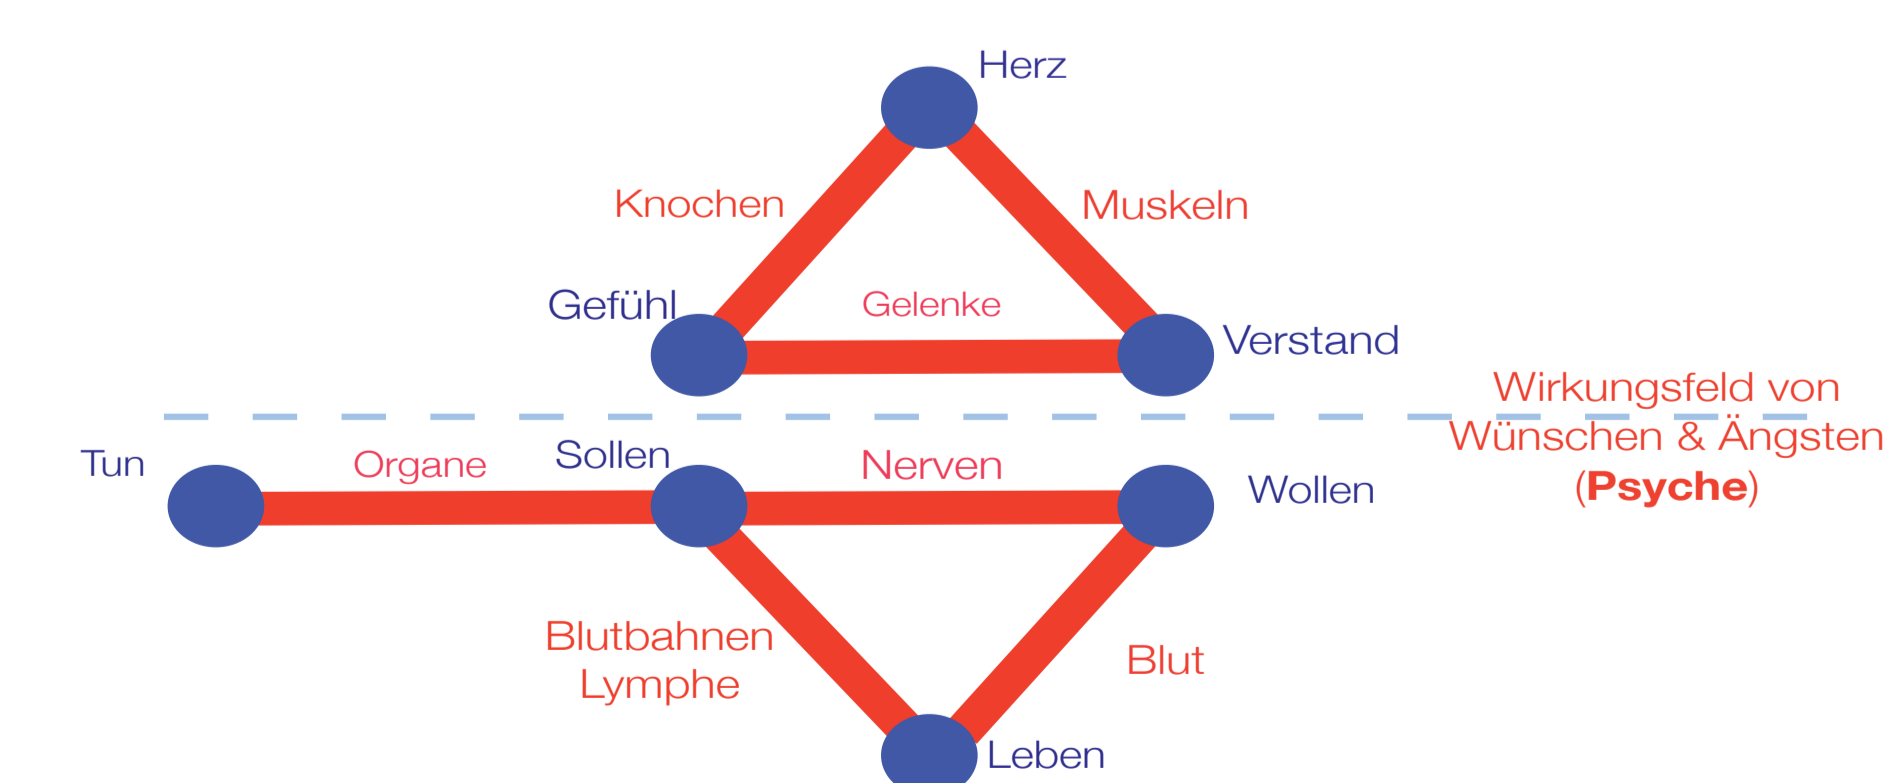 Herz
Knochen
Muskeln
Gefühl
Gelenke
Verstand
Wirkungsfeld von
Wünschen & Ängsten
(Psyche)
Tun
Organe
Sollen
Nerven
Wollen
Blutbahnen
Lymphe
Blut
Leben